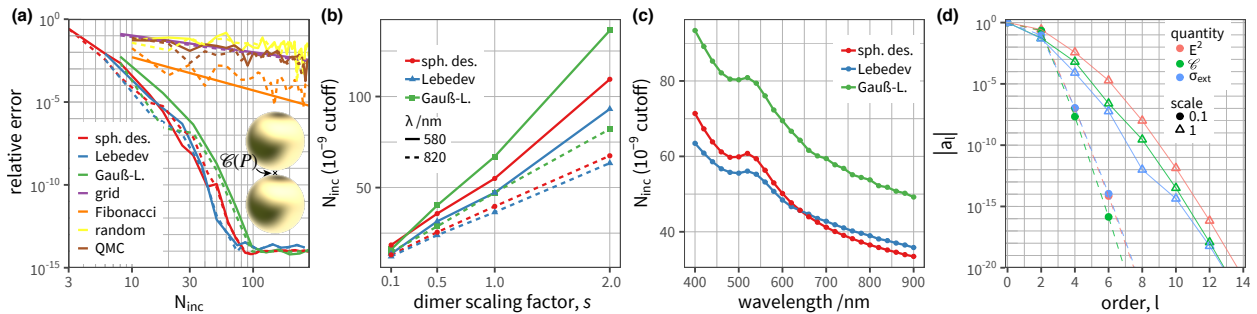 (a)
relative error
10^0
10^-5
10^-10
10^-15
3
10
30
100
N_inc
sph. des.
Lebedev
Gauß-L.
grid
Fibonacci
random
QMC
𝒞(P)
(b)
N_inc (10^-9 cutoff)
100
50
0.1
0.5
1.0
2.0
dimer scaling factor, s
sph. des.
Lebedev
Gauß-L.
λ/nm
580
820
(c)
N_inc (10^-9 cutoff)
80
60
40
400
500
600
700
800
900
wavelength /nm
sph. des.
Lebedev
Gauß-L.
(d)
|a_l|
10^0
10^-5
10^-10
10^-15
10^-20
0
2
4
6
8
10
12
14
order, l
quantity
E^2
𝒞
σ_ext
scale
0.1
1